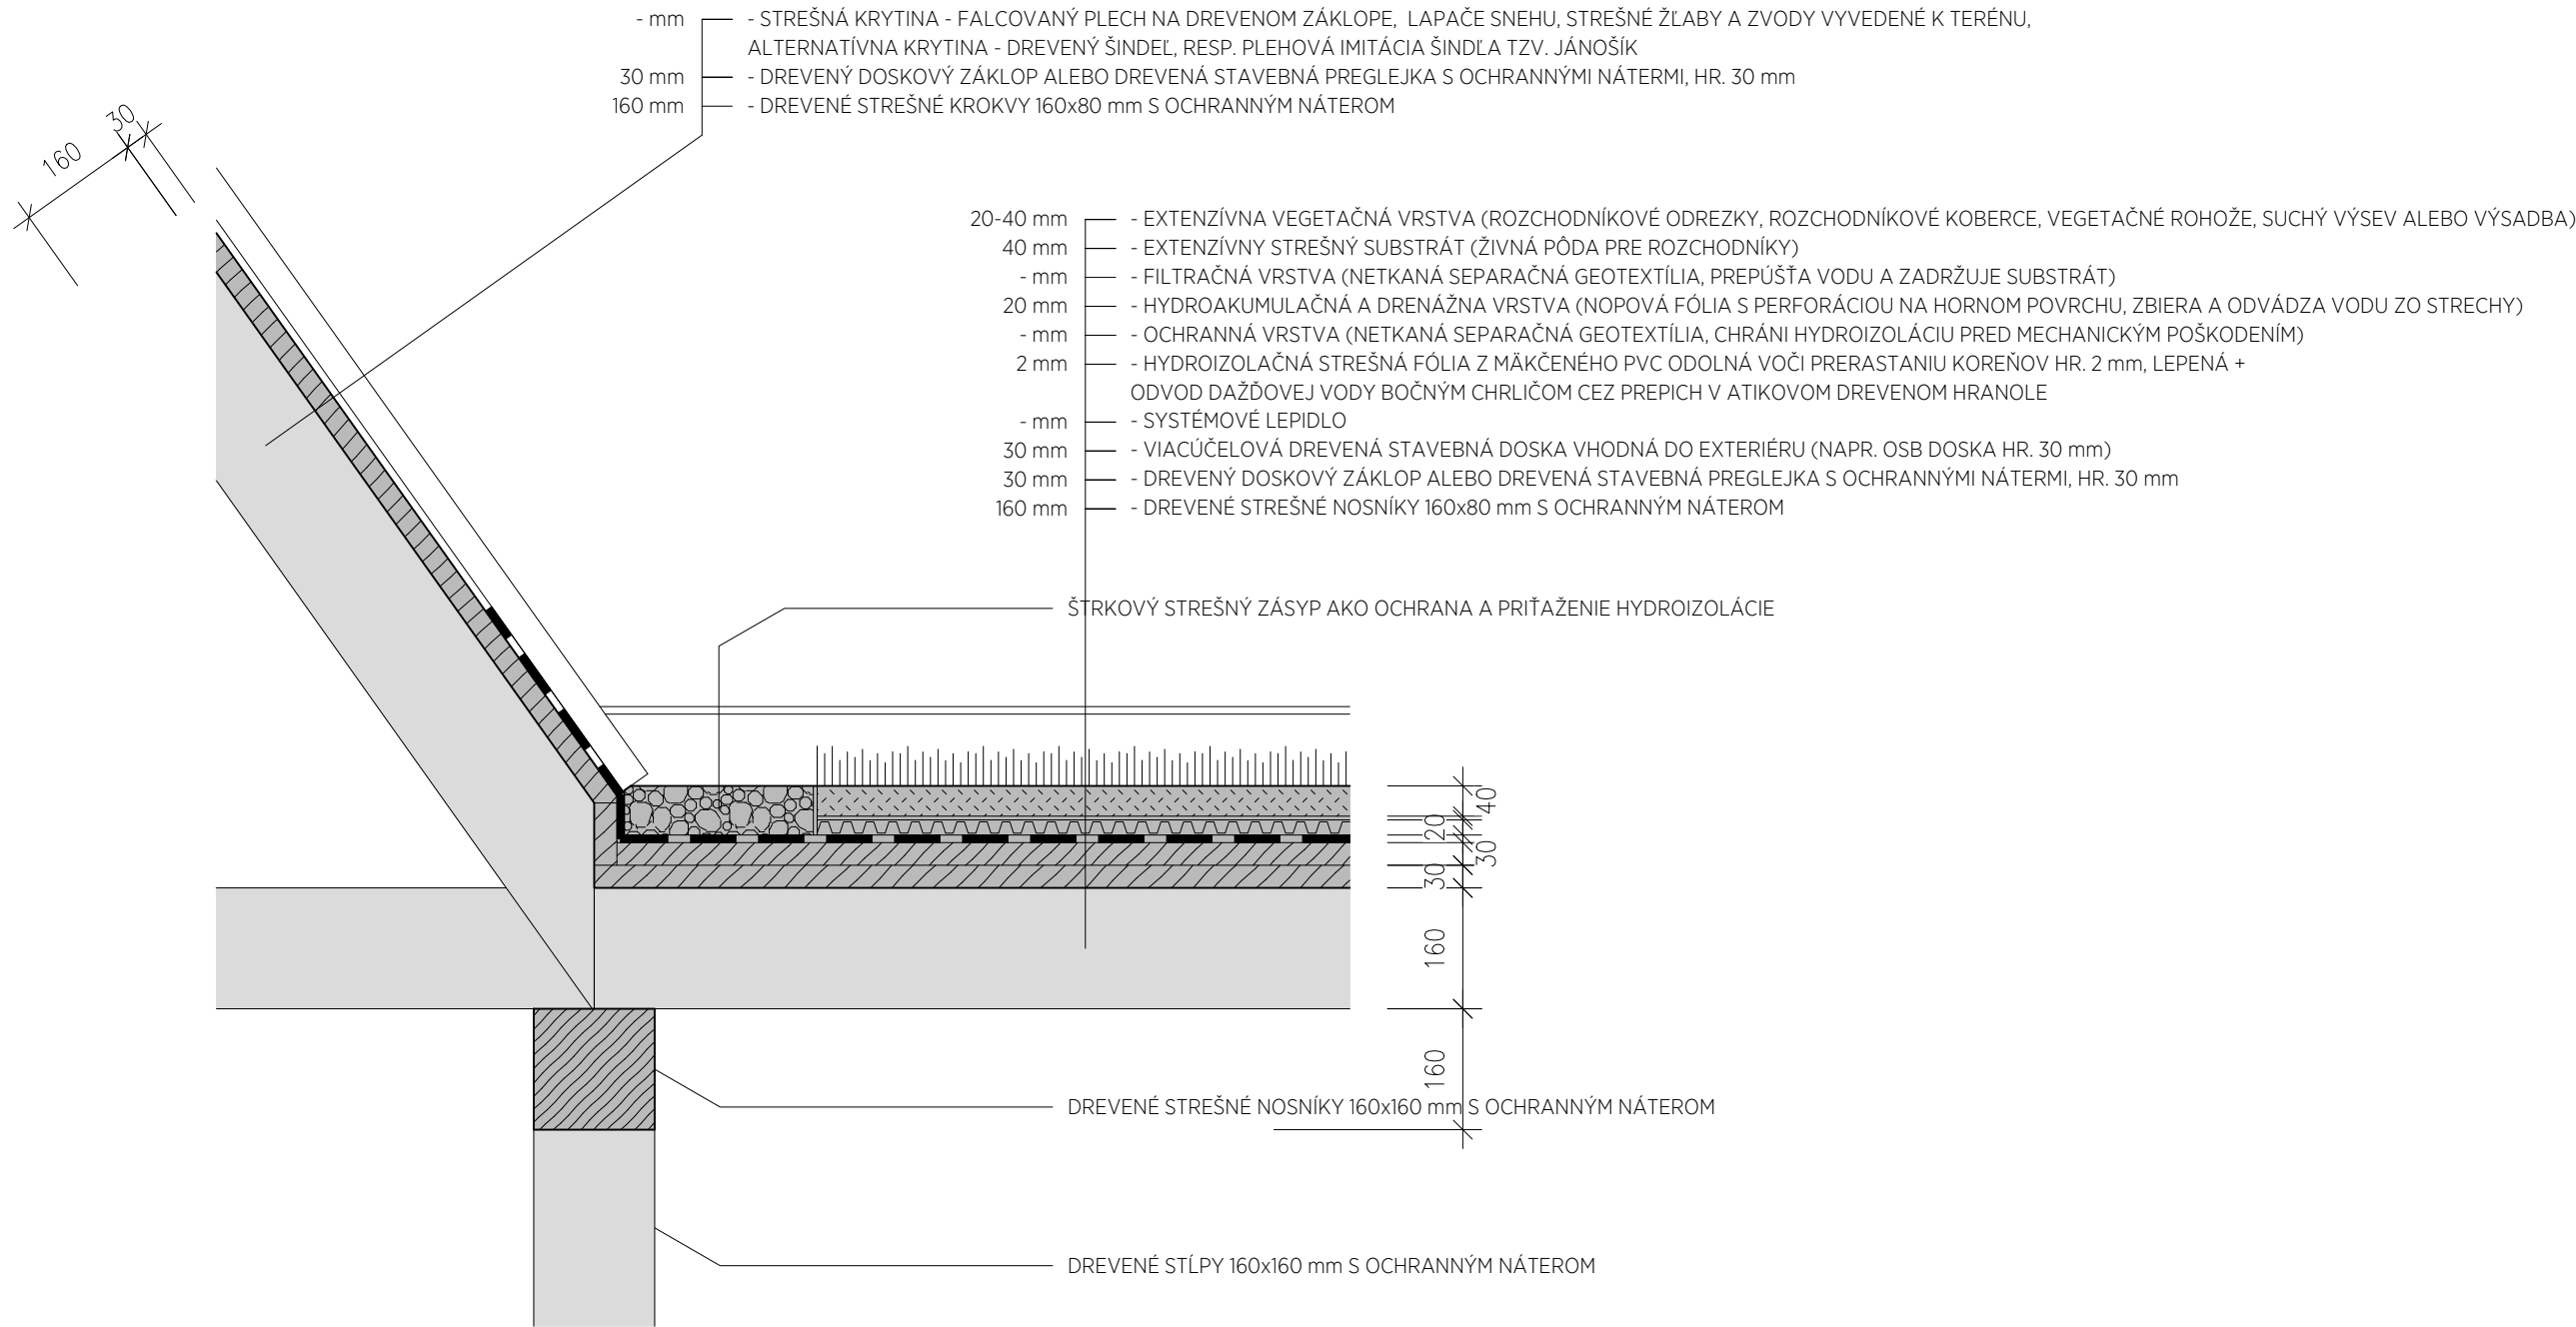 - mm - STREŠNÁ KRYTINA - FALCOVANÝ PLECH NA DREVENOM ZÁKLOPE, LAPAČE SNEHU, STREŠNÉ ŽĽABY A ZVODY VYVEDENÉ K TERÉNU,
ALTERNATÍVNA KRYTINA - DREVENÝ ŠINDEĽ, RESP. PLEHOVÁ IMITÁCIA ŠINDĽA TZV. JÁNOŠÍK
30 mm - DREVENÝ DOSKOVÝ ZÁKLOP ALEBO DREVENÁ STAVEBNÁ PREGLEJKA S OCHRANNÝMI NÁTERMI, HR. 30 mm
160 mm - DREVENÉ STREŠNÉ KROKVY 160x80 mm S OCHRANNÝM NÁTEROM
30
160
20-40 mm - EXTENZÍVNA VEGETAČNÁ VRSTVA (ROZCHODNÍKOVÉ ODREZKY, ROZCHODNÍKOVÉ KOBERCE, VEGETAČNÉ ROHOŽE, SUCHÝ VÝSEV ALEBO VÝSADBA)
40 mm - EXTENZÍVNY STREŠNÝ SUBSTRÁT (ŽIVNÁ PÔDA PRE ROZCHODNÍKY)
- mm - FILTRAČNÁ VRSTVA (NETKANÁ SEPARAČNÁ GEOTEXTÍLIA, PREPÚŠŤA VODU A ZADRŽUJE SUBSTRÁT)
20 mm - HYDROAKUMULAČNÁ A DRENÁŽNA VRSTVA (NOPOVÁ FÓLIA S PERFORÁCIOU NA HORNOM POVRCHU, ZBIERA A ODVÁDZA VODU ZO STRECHY)
- mm - OCHRANNÁ VRSTVA (NETKANÁ SEPARAČNÁ GEOTEXTÍLIA, CHRÁNI HYDROIZOLÁCIU PRED MECHANICKÝM POŠKODENÍM)
2 mm - HYDROIZOLAČNÁ STREŠNÁ FÓLIA Z MÄKČENÉHO PVC ODOLNÁ VOČI PRERASTANIU KOREŇOV HR. 2 mm, LEPENÁ +
ODVOD DAŽĎOVEJ VODY BOČNÝM CHRLIČOM CEZ PREPICH V ATIKOVOM DREVENOM HRANOLE
- mm - SYSTÉMOVÉ LEPIDLO
30 mm - VIACÚČELOVÁ DREVENÁ STAVEBNÁ DOSKA VHODNÁ DO EXTERIÉRU (NAPR. OSB DOSKA HR. 30 mm)
30 mm - DREVENÝ DOSKOVÝ ZÁKLOP ALEBO DREVENÁ STAVEBNÁ PREGLEJKA S OCHRANNÝMI NÁTERMI, HR. 30 mm
160 mm - DREVENÉ STREŠNÉ NOSNÍKY 160x80 mm S OCHRANNÝM NÁTEROM
ŠTRKOVÝ STREŠNÝ ZÁSYP AKO OCHRANA A PRIŤAŽENIE HYDROIZOLÁCIE
40
20
30
30
160
160
DREVENÉ STREŠNÉ NOSNÍKY 160x160 mm S OCHRANNÝM NÁTEROM
DREVENÉ STĹPY 160x160 mm S OCHRANNÝM NÁTEROM